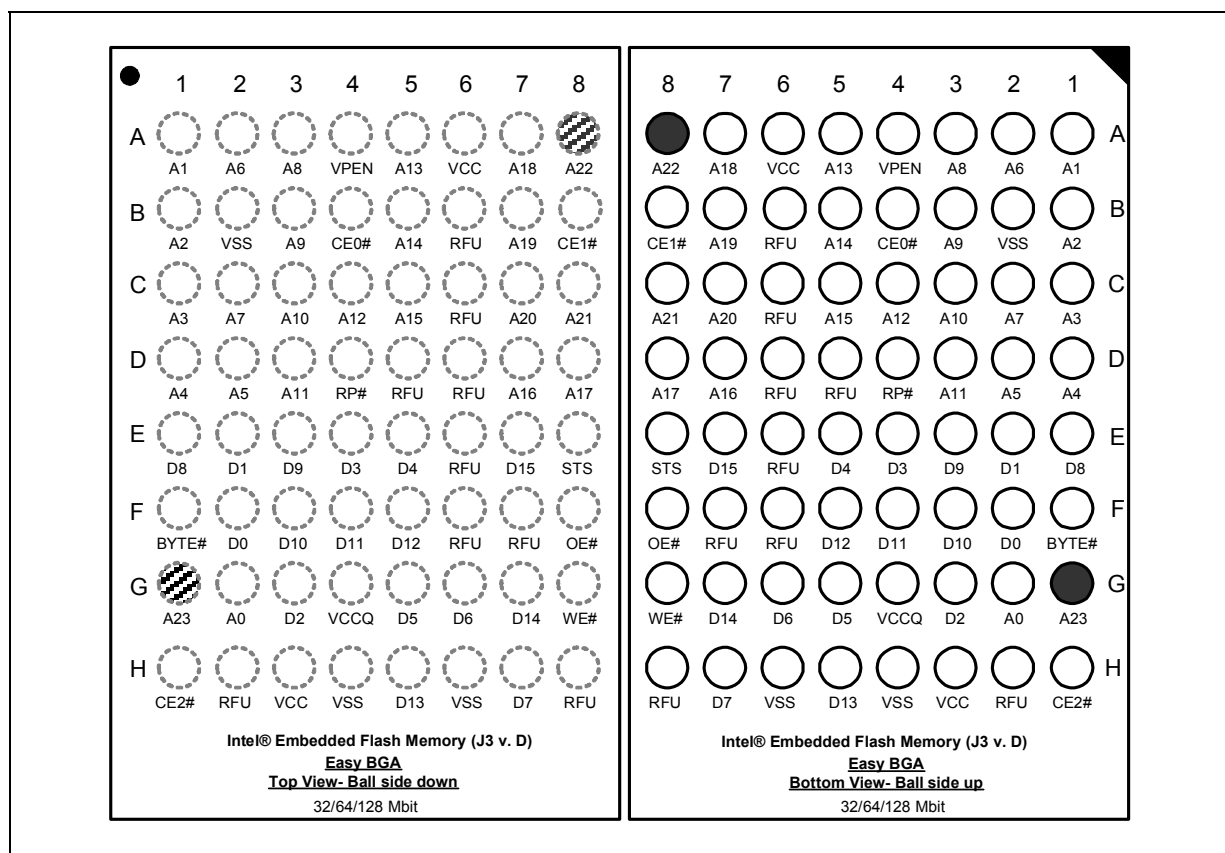 1 2 3 4 5 6 7 8
A
A1 A6 A8 VPEN A13 VCC A18 A22
B
A2 VSS A9 CE0# A14 RFU A19 CE1#
C
A3 A7 A10 A12 A15 RFU A20 A21
D
A4 A5 A11 RP# RFU RFU A16 A17
E
D8 D1 D9 D3 D4 RFU D15 STS
F
BYTE# D0 D10 D11 D12 RFU RFU OE#
G
A23 A0 D2 VCCQ D5 D6 D14 WE#
H
CE2# RFU VCC VSS D13 VSS D7 RFU
Intel® Embedded Flash Memory (J3 v. D)
Easy BGA
Top View- Ball side down
32/64/128 Mbit
8 7 6 5 4 3 2 1
A
A22 A18 VCC A13 VPEN A8 A6 A1
B
CE1# A19 RFU A14 CE0# A9 VSS A2
C
A21 A20 RFU A15 A12 A10 A7 A3
D
A17 A16 RFU RFU RP# A11 A5 A4
E
STS D15 RFU D4 D3 D9 D1 D8
F
OE# RFU RFU D12 D11 D10 D0 BYTE#
G
WE# D14 D6 D5 VCCQ D2 A0 A23
H
RFU D7 VSS D13 VSS VCC RFU CE2#
Intel® Embedded Flash Memory (J3 v. D)
Easy BGA
Bottom View- Ball side up
32/64/128 Mbit